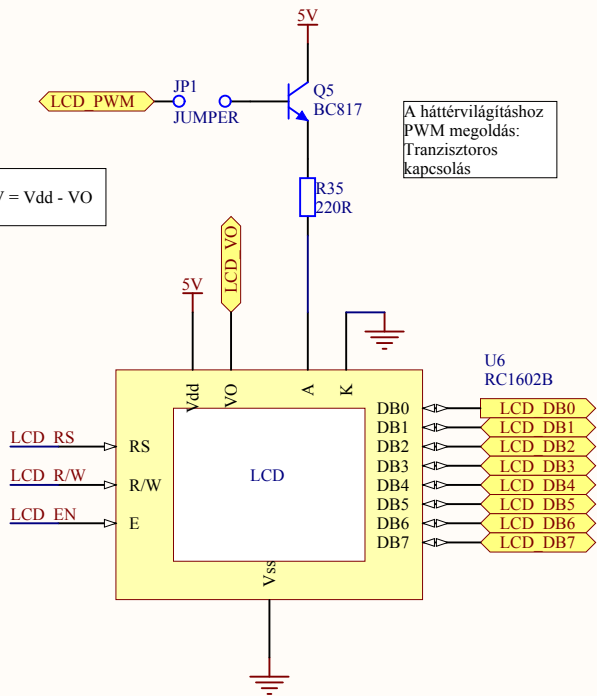 5V
JP1
LCD_PWM
JUMPER
Q5
BC817
A háttérvilágításhoz
PWM megoldás:
Tranzisztoros
kapcsolás
V = Vdd - VO
R35
220R
LCD_VO
5V
Vdd
VO
A
K
U6
RC1602B
DB0
LCD_DB0
DB1
LCD_DB1
LCD_RS
RS
DB2
LCD_DB2
DB3
LCD_DB3
LCD
LCD_R/W
R/W
DB4
LCD_DB4
DB5
LCD_DB5
LCD_EN
E
DB6
LCD_DB6
DB7
LCD_DB7
Vss